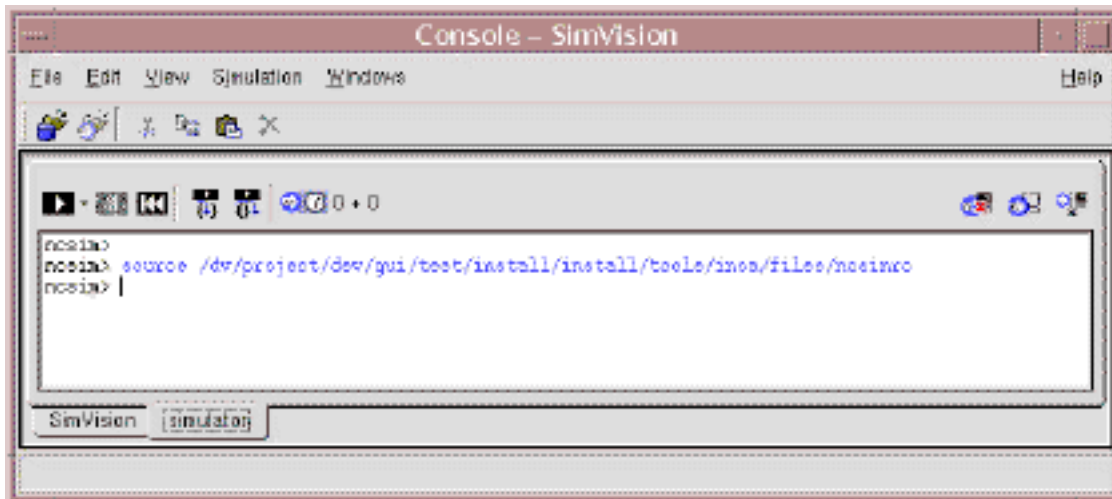 Console – SimVision
File Edit View Simulation Windows Help
0 + 0
ncsim>
ncsim> source /dv/project/dev/gui/test/install/install/tools/inca/files/ncsimrc
ncsim>
SimVision simulator